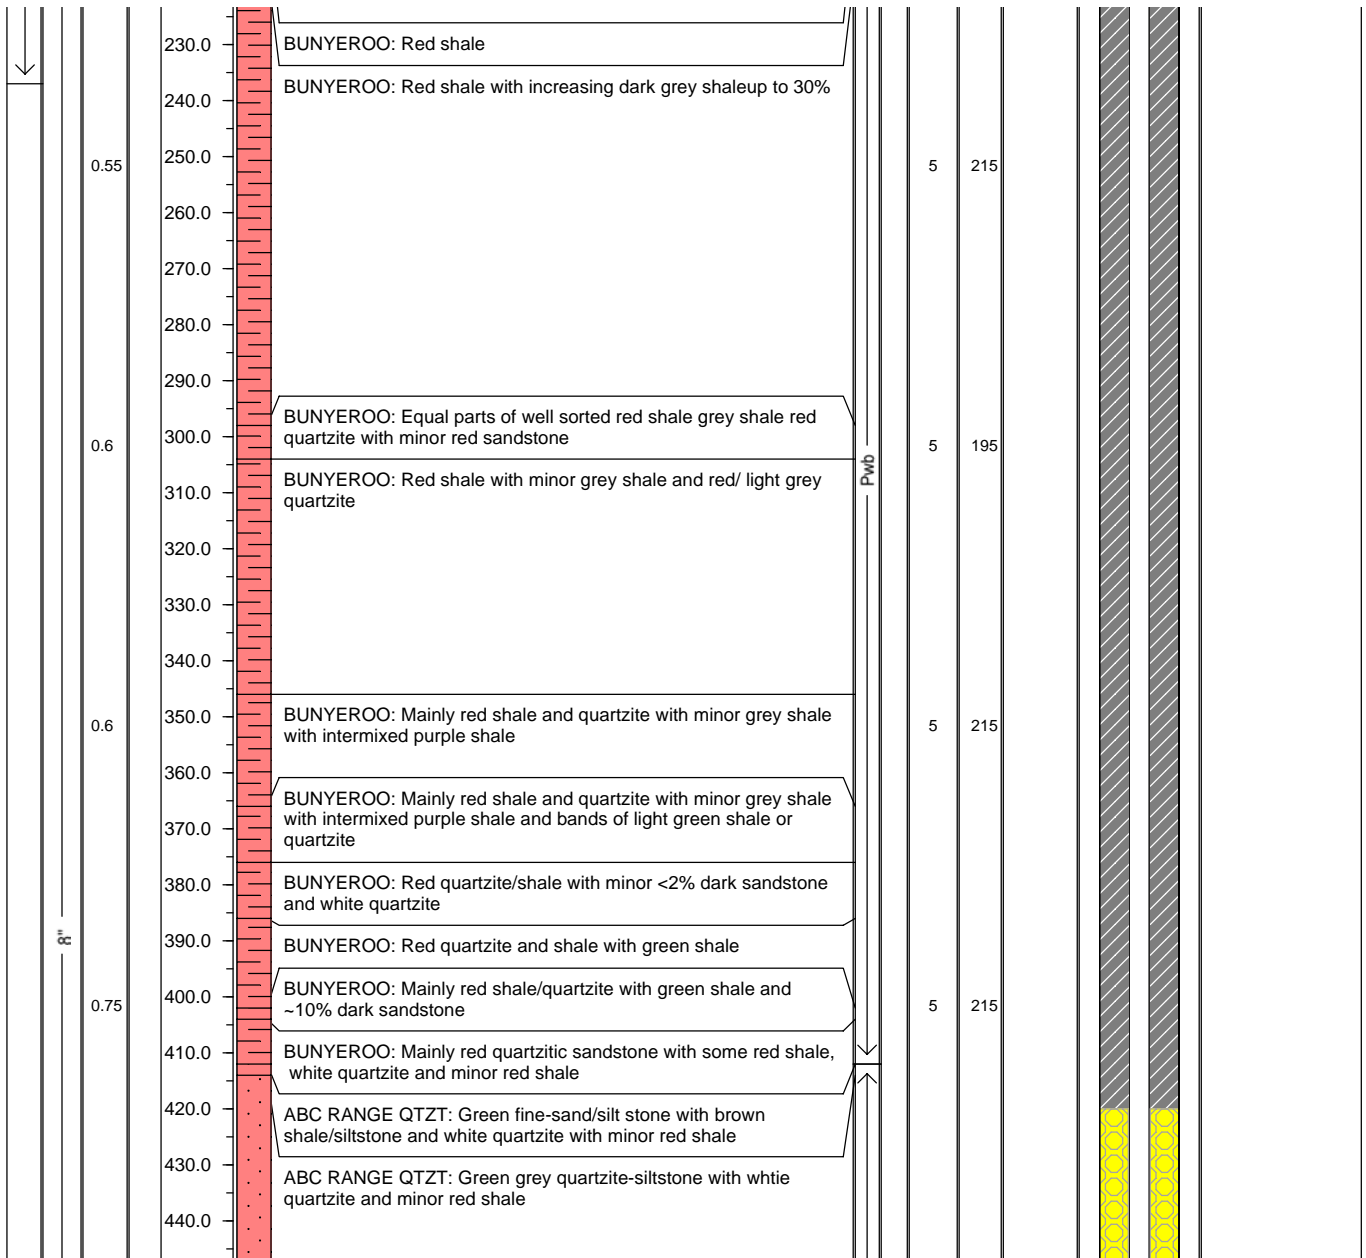 230.0
BUNYEROO: Red shale
240.0
BUNYEROO: Red shale with increasing dark grey shaleup to 30%
250.0
0.55
5
215
260.0
270.0
280.0
290.0
BUNYEROO: Equal parts of well sorted red shale grey shale red
quartzite with minor red sandstone
300.0
0.6
5
195
Pwb
BUNYEROO: Red shale with minor grey shale and red/ light grey
quartzite
310.0
320.0
330.0
340.0
BUNYEROO: Mainly red shale and quartzite with minor grey shale
with intermixed purple shale
350.0
0.6
5
215
360.0
BUNYEROO: Mainly red shale and quartzite with minor grey shale
with intermixed purple shale and bands of light green shale or
quartzite
370.0
380.0
BUNYEROO: Red quartzite/shale with minor <2% dark sandstone
and white quartzite
8"
390.0
BUNYEROO: Red quartzite and shale with green shale
BUNYEROO: Mainly red shale/quartzite with green shale and
~10% dark sandstone
400.0
0.75
5
215
410.0
BUNYEROO: Mainly red quartzitic sandstone with some red shale,
white quartzite and minor red shale
420.0
ABC RANGE QTZT: Green fine-sand/silt stone with brown
shale/siltstone and white quartzite with minor red shale
430.0
ABC RANGE QTZT: Green grey quartzite-siltstone with whtie
quartzite and minor red shale
440.0